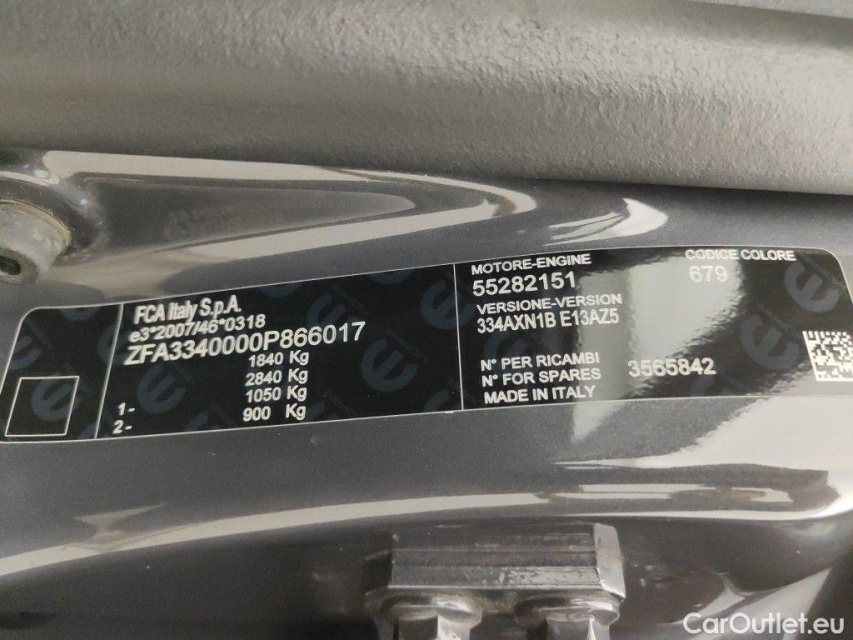 FCA Italy S.p.A.
e3*2007/46*0318
ZFA3340000P866017
1840 Kg
2840 Kg
1- 1050 Kg
2- 900 Kg
MOTORE-ENGINE
55282151
VERSIONE-VERSION
334AXN1B E13AZ5
CODICE COLORE
679
N° PER RICAMBI
N° FOR SPARES 3565842
MADE IN ITALY
CarOutlet.eu